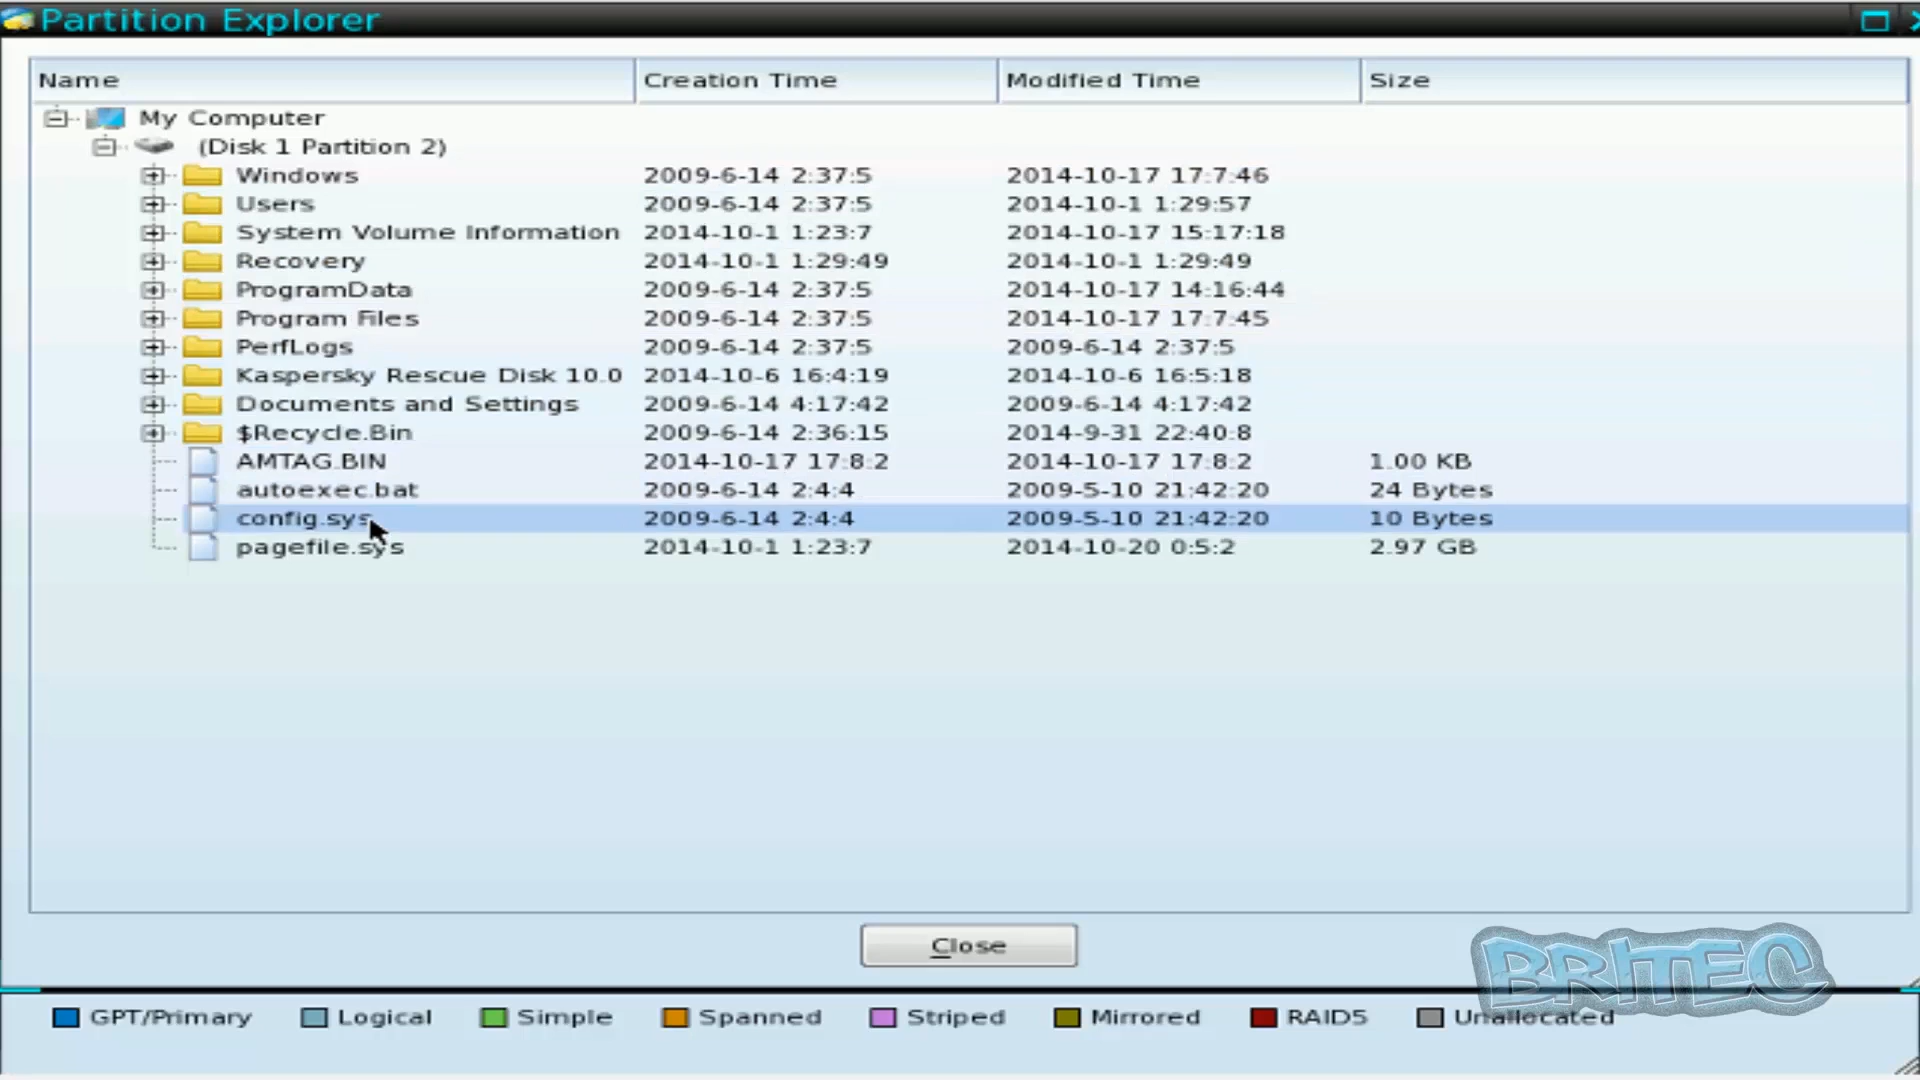 Partition Explorer
Name Creation Time Modified Time Size
My Computer
(Disk 1 Partition 2)
Windows 2009-6-14 2:37:5 2014-10-17 17:7:46
Users 2009-6-14 2:37:5 2014-10-1 1:29:57
System Volume Information 2014-10-1 1:23:7 2014-10-17 15:17:18
Recovery 2014-10-1 1:29:49 2014-10-1 1:29:49
ProgramData 2009-6-14 2:37:5 2014-10-17 14:16:44
Program Files 2009-6-14 2:37:5 2014-10-17 17:7:45
PerfLogs 2009-6-14 2:37:5 2009-6-14 2:37:5
Kaspersky Rescue Disk 10.0 2014-10-6 16:4:19 2014-10-6 16:5:18
Documents and Settings 2009-6-14 4:17:42 2009-6-14 4:17:42
$Recycle.Bin 2009-6-14 2:36:15 2014-9-31 22:40:8
AMTAG.BIN 2014-10-17 17:8:2 2014-10-17 17:8:2 1.00 KB
autoexec.bat 2009-6-14 2:4:4 2009-5-10 21:42:20 24 Bytes
config.sys 2009-6-14 2:4:4 2009-5-10 21:42:20 10 Bytes
pagefile.sys 2014-10-1 1:23:7 2014-10-20 0:5:2 2.97 GB
Close
BRITEC
GPT/Primary Logical Simple Spanned Striped Mirrored RAID5 Unallocated